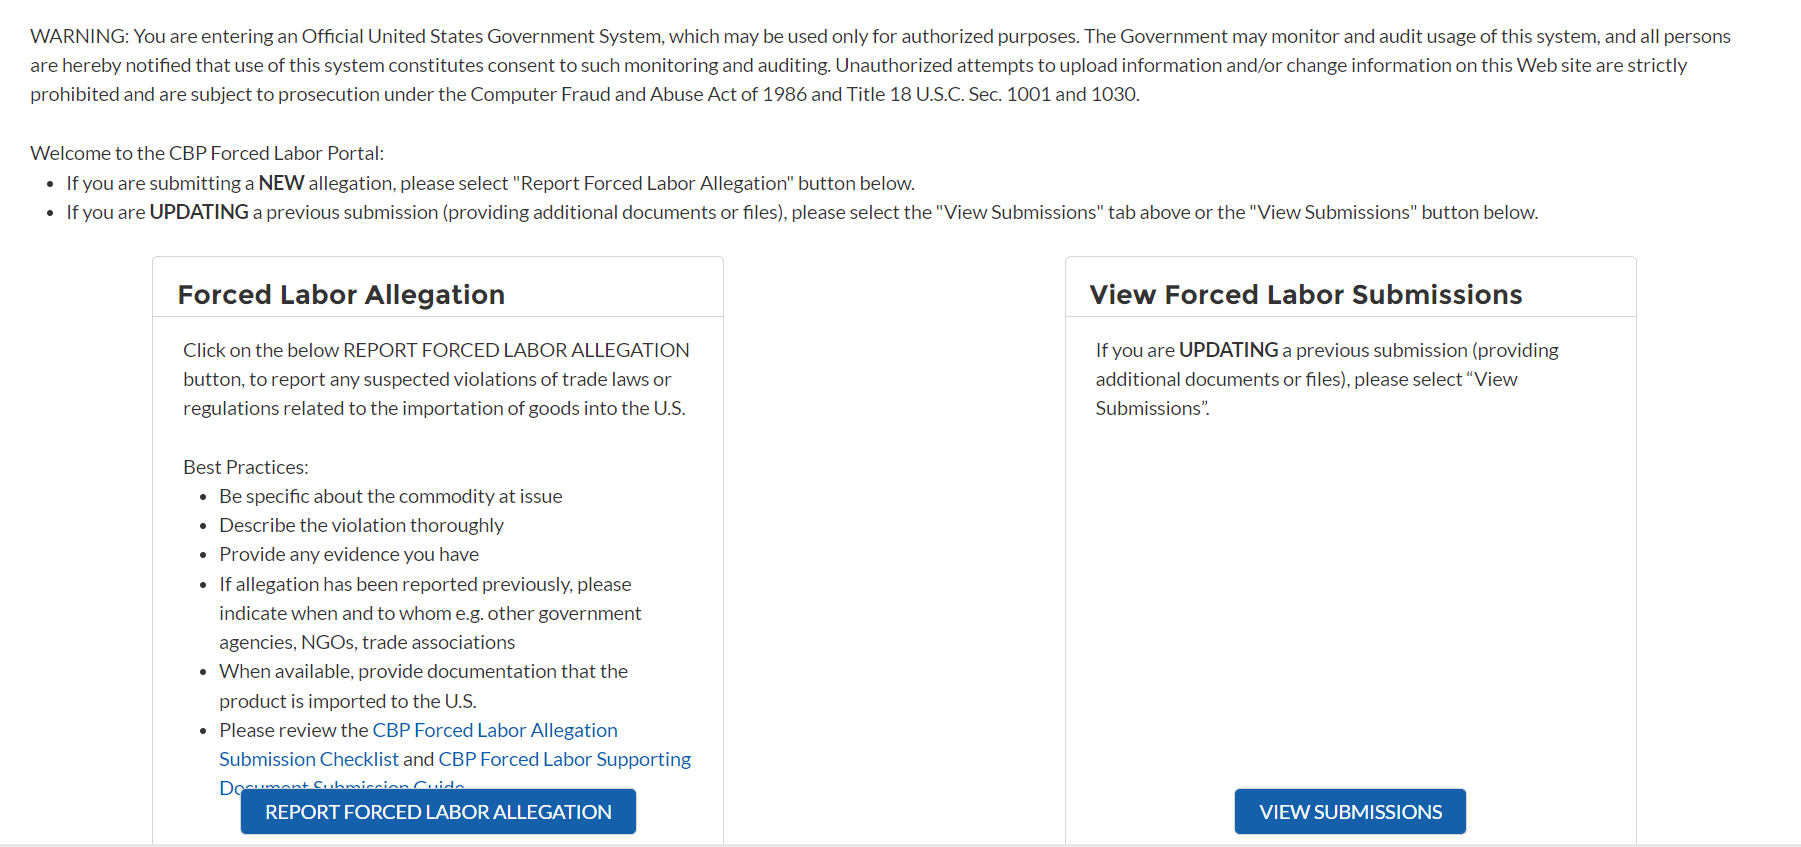 WARNING: You are entering an Official United States Government System, which may be used only for authorized purposes. The Government may monitor and audit usage of this system, and all persons
are hereby notified that use of this system constitutes consent to such monitoring and auditing. Unauthorized attempts to upload information and/or change information on this Web site are strictly
prohibited and are subject to prosecution under the Computer Fraud and Abuse Act of 1986 and Title 18 U.S.C. Sec. 1001 and 1030.
Welcome to the CBP Forced Labor Portal:
• If you are submitting a NEW allegation, please select "Report Forced Labor Allegation" button below.
• If you are UPDATING a previous submission (providing additional documents or files), please select the "View Submissions" tab above or the "View Submissions" button below.
Forced Labor Allegation
Click on the below REPORT FORCED LABOR ALLEGATION
button, to report any suspected violations of trade laws or
regulations related to the importation of goods into the U.S.
Best Practices:
• Be specific about the commodity at issue
• Describe the violation thoroughly
• Provide any evidence you have
• If allegation has been reported previously, please
indicate when and to whom e.g. other government
agencies, NGOs, trade associations
• When available, provide documentation that the
product is imported to the U.S.
• Please review the CBP Forced Labor Allegation
Submission Checklist and CBP Forced Labor Supporting
Document Submission Guide
REPORT FORCED LABOR ALLEGATION
View Forced Labor Submissions
If you are UPDATING a previous submission (providing
additional documents or files), please select “View
Submissions”.
VIEW SUBMISSIONS